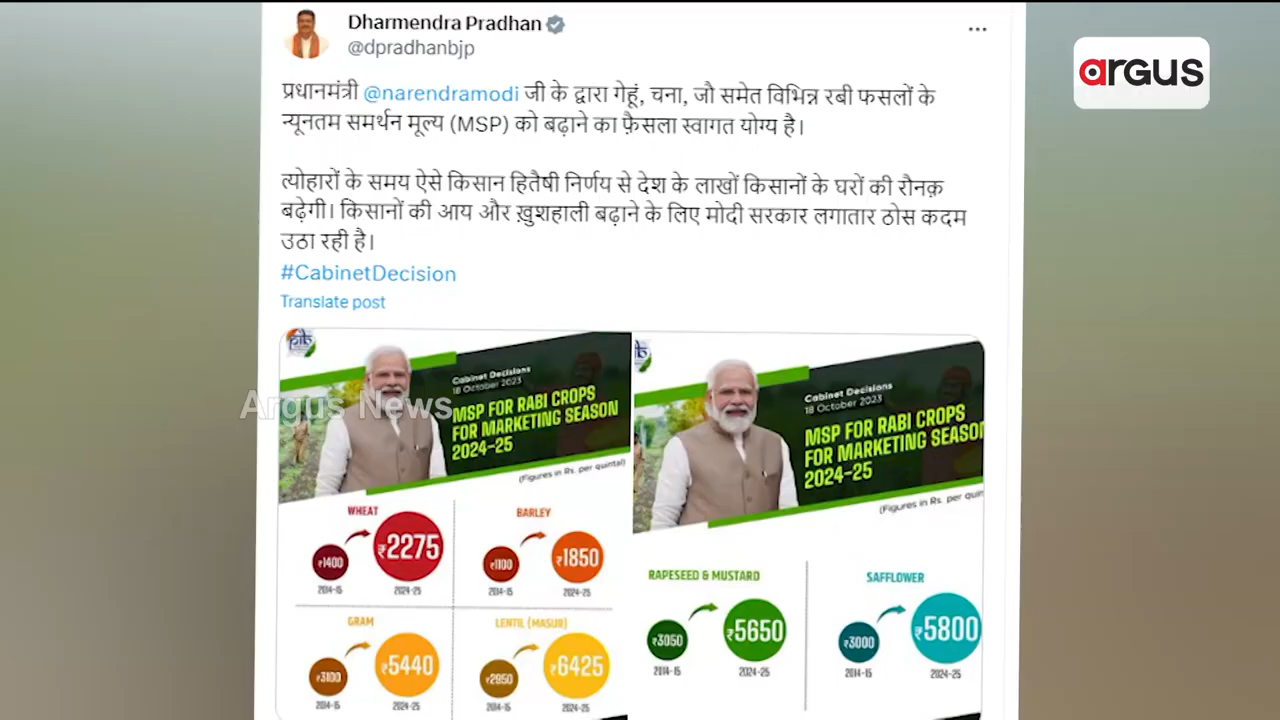 Dharmendra Pradhan
@dpradhanbjp
argus
प्रधानमंत्री @narendramodi जी के द्वारा गेहूं, चना, जौ समेत विभिन्न रबी फसलों के
न्यूनतम समर्थन मूल्य (MSP) को बढ़ाने का फ़ैसला स्वागत योग्य है।
त्योहारों के समय ऐसे किसान हितैषी निर्णय से देश के लाखों किसानों के घरों की रौनक़
बढ़ेगी। किसानों की आय और ख़ुशहाली बढ़ाने के लिए मोदी सरकार लगातार ठोस कदम
उठा रही है।
#CabinetDecision
Translate post
pib
Cabinet Decisions
18 October 2023
MSP FOR RABI CROPS
FOR MARKETING SEASON
2024-25
(Figures in Rs. per quintal)
Argus News
WHEAT
₹1400
₹2275
2014-15
2024-25
BARLEY
₹1100
₹1850
2014-15
2024-25
GRAM
₹3100
₹5440
2014-15
2024-25
LENTIL (MASUR)
₹2950
₹6425
2014-15
2024-25
Cabinet Decisions
18 October 2023
MSP FOR RABI CROPS
FOR MARKETING SEASON
2024-25
(Figures in Rs. per quin
RAPESEED & MUSTARD
₹3050
₹5650
2014-15
2024-25
SAFFLOWER
₹3000
₹5800
2014-15
2024-25